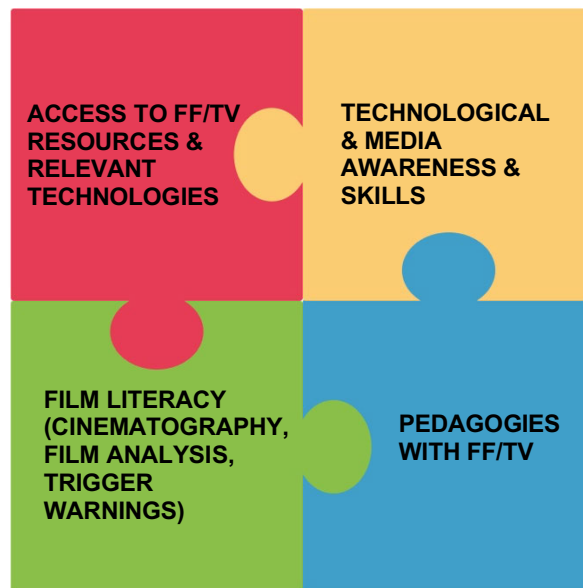 ACCESS TO FF/TV
RESOURCES &
RELEVANT
TECHNOLOGIES
TECHNOLOGICAL
& MEDIA
AWARENESS &
SKILLS
FILM LITERACY
(CINEMATOGRAPHY,
FILM ANALYSIS,
TRIGGER
WARNINGS)
PEDAGOGIES
WITH FF/TV